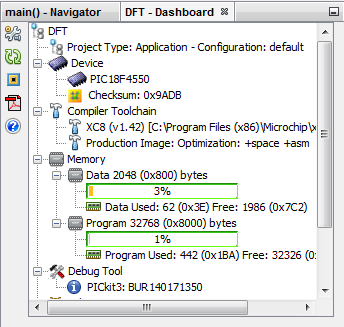 main() - Navigator
DFT - Dashboard
DFT
Project Type: Application - Configuration: default
Device
PIC18F4550
Checksum: 0x9ADB
Compiler Toolchain
XC8 (v1.42) [C:\Program Files (x86)\Microchip\x
Production Image: Optimization: +space +asm
Memory
Data 2048 (0x800) bytes
3%
Data Used: 62 (0x3E) Free: 1986 (0x7C2)
Program 32768 (0x8000) bytes
1%
Program Used: 442 (0x1BA) Free: 32326 (0x
Debug Tool
PICkit3: BUR140171350